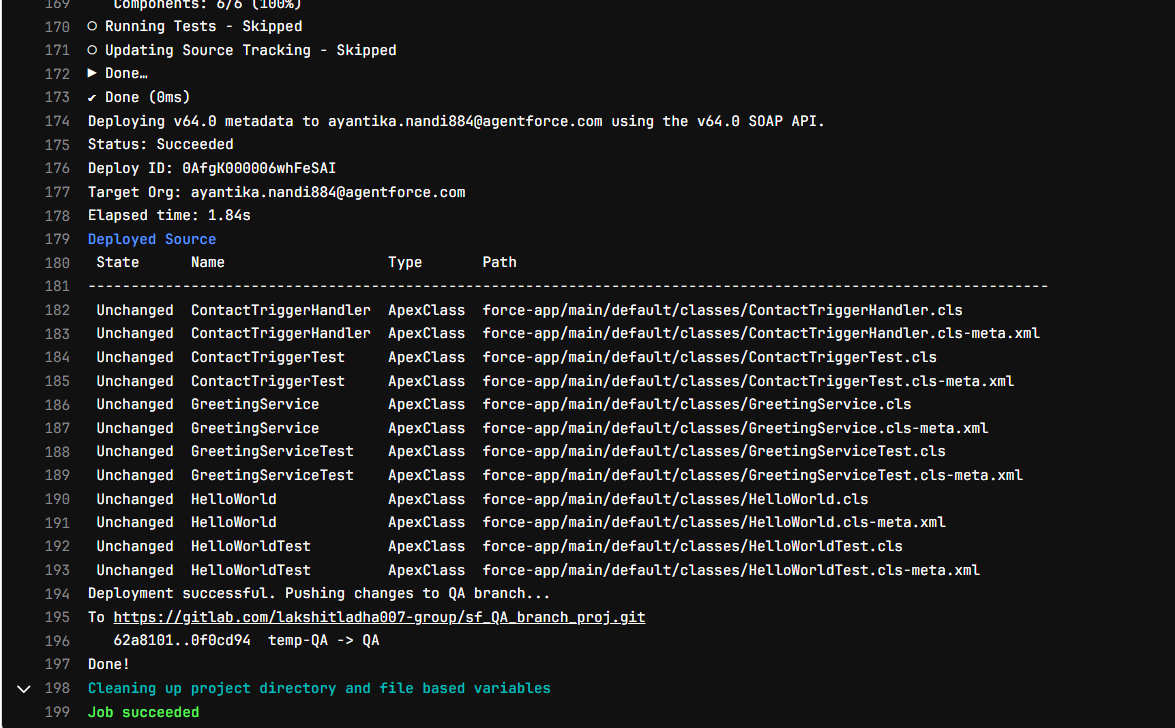 169 Components: 6/6 (100%)
170 Running Tests - Skipped
171 Updating Source Tracking - Skipped
172 ▶ Done…
173 ✔ Done (0ms)
174 Deploying v64.0 metadata to ayantika.nandi884@agentforce.com using the v64.0 SOAP API.
175 Status: Succeeded
176 Deploy ID: 0AfgK000006whFeSAI
177 Target Org: ayantika.nandi884@agentforce.com
178 Elapsed time: 1.84s
179 Deployed Source
180 State Name Type Path
181 ----------------------------------------------------------------------------------------------------------------
182 Unchanged ContactTriggerHandler ApexClass force-app/main/default/classes/ContactTriggerHandler.cls
183 Unchanged ContactTriggerHandler ApexClass force-app/main/default/classes/ContactTriggerHandler.cls-meta.xml
184 Unchanged ContactTriggerTest ApexClass force-app/main/default/classes/ContactTriggerTest.cls
185 Unchanged ContactTriggerTest ApexClass force-app/main/default/classes/ContactTriggerTest.cls-meta.xml
186 Unchanged GreetingService ApexClass force-app/main/default/classes/GreetingService.cls
187 Unchanged GreetingService ApexClass force-app/main/default/classes/GreetingService.cls-meta.xml
188 Unchanged GreetingServiceTest ApexClass force-app/main/default/classes/GreetingServiceTest.cls
189 Unchanged GreetingServiceTest ApexClass force-app/main/default/classes/GreetingServiceTest.cls-meta.xml
190 Unchanged HelloWorld ApexClass force-app/main/default/classes/HelloWorld.cls
191 Unchanged HelloWorld ApexClass force-app/main/default/classes/HelloWorld.cls-meta.xml
192 Unchanged HelloWorldTest ApexClass force-app/main/default/classes/HelloWorldTest.cls
193 Unchanged HelloWorldTest ApexClass force-app/main/default/classes/HelloWorldTest.cls-meta.xml
194 Deployment successful. Pushing changes to QA branch...
195 To https://gitlab.com/lakshitladha007-group/sf_QA_branch_proj.git
196 62a8101..0f0cd94 temp-QA -> QA
197 Done!
198 Cleaning up project directory and file based variables
199 Job succeeded